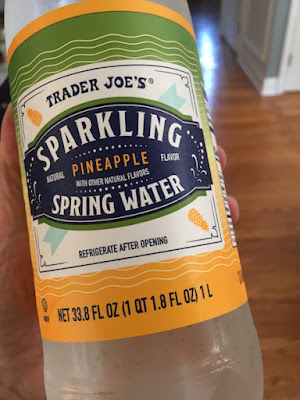 TRADER JOE'S®
SPARKLING
NATURAL PINEAPPLE FLAVOR
WITH OTHER NATURAL FLAVORS
SPRING WATER
REFRIGERATE AFTER OPENING
NET 33.8 FL OZ (1 QT 1.8 FL OZ) 1 L